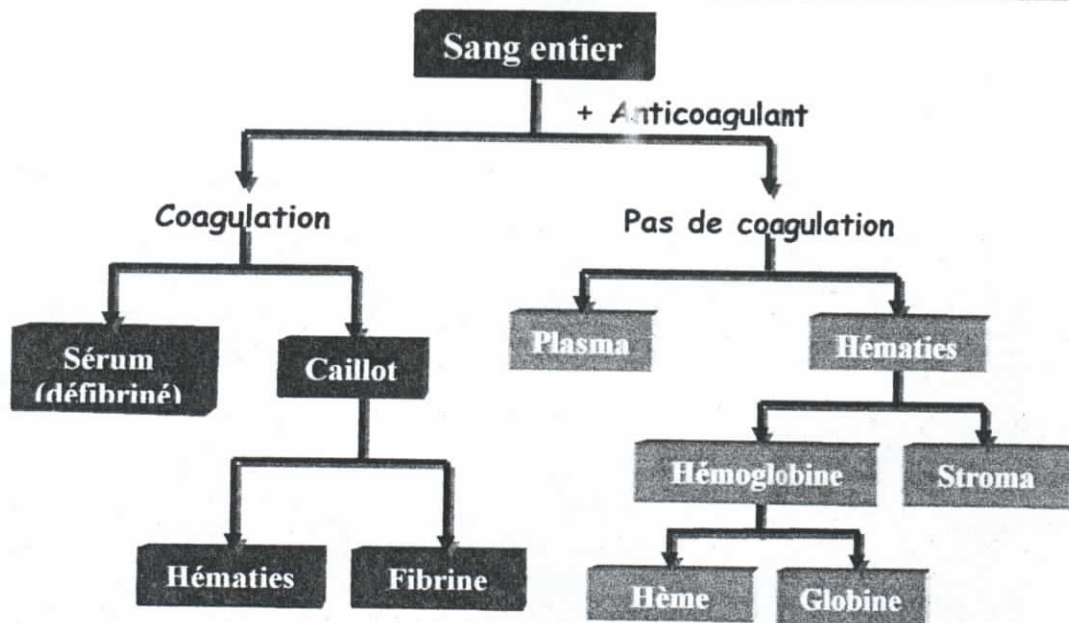 Sang entier
+ Anticoagulant
Coagulation
Pas de coagulation
Sérum
(défibriné)
Caillot
Plasma
Hématies
Hémoglobine
Stroma
Hématies
Fibrine
Hème
Globine